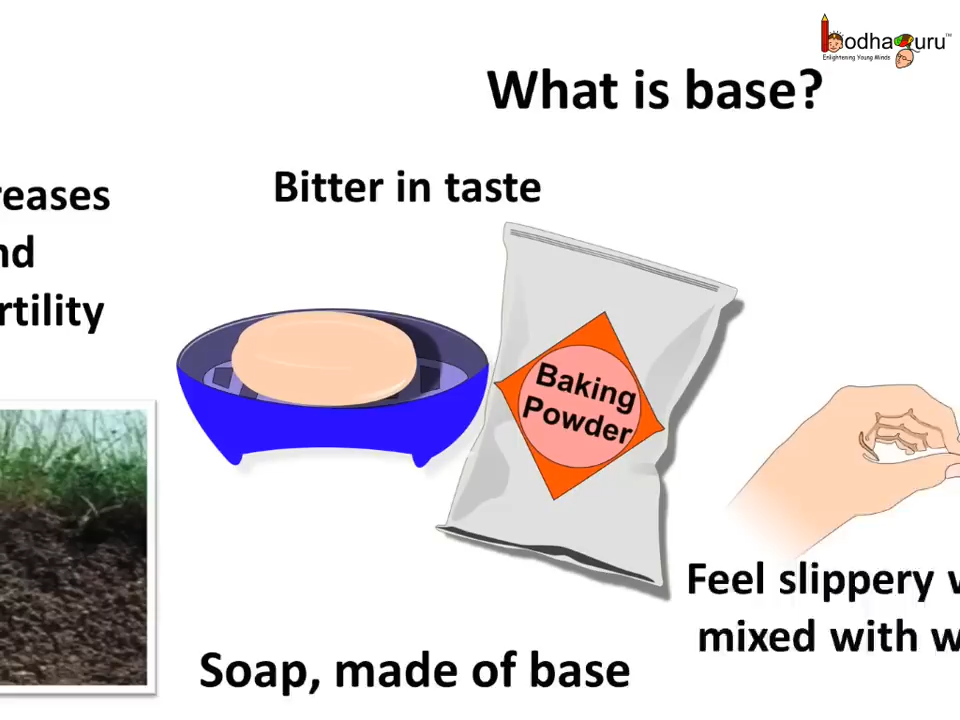 BodhaGuru™
Enlightening Young Minds
What is base?
Bitter in taste
reases
nd
rtility
Baking
Powder
Feel slippery w
mixed with w
Soap, made of base